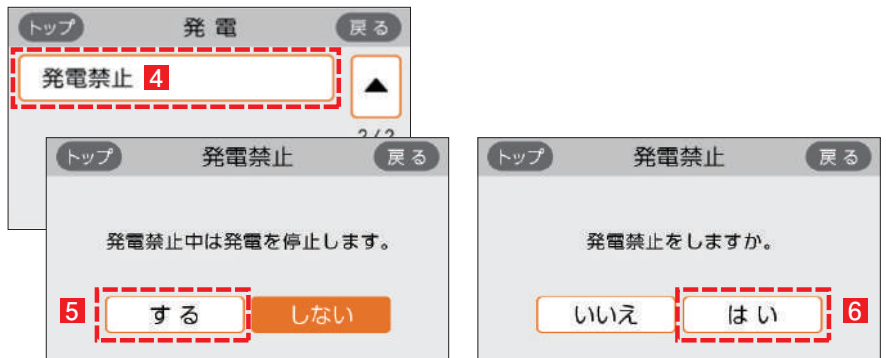 トップ 発電 戻る
発電禁止 4
▲
2/2
トップ 発電禁止 戻る
発電禁止中は発電を停止します。
5 する しない
トップ 発電禁止 戻る
発電禁止をしますか。
いいえ はい 6